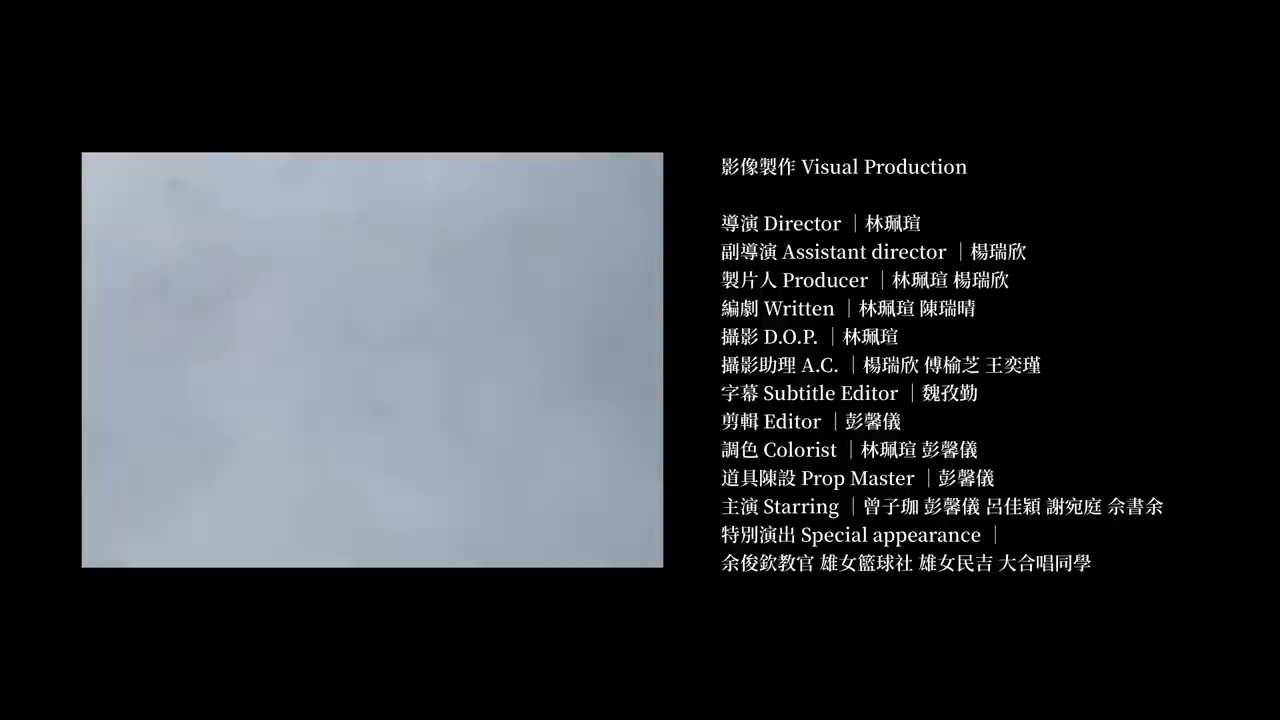 影像製作 Visual Production
導演 Director ｜林珮瑄
副導演 Assistant director ｜楊瑞欣
製片人 Producer ｜林珮瑄 楊瑞欣
編劇 Written ｜林珮瑄 陳瑞晴
攝影 D.O.P. ｜林珮瑄
攝影助理 A.C. ｜楊瑞欣 傅榆芝 王奕瑾
字幕 Subtitle Editor ｜魏孜勤
剪輯 Editor ｜彭馨儀
調色 Colorist ｜林珮瑄 彭馨儀
道具陳設 Prop Master ｜彭馨儀
主演 Starring ｜曾子珈 彭馨儀 呂佳穎 謝宛庭 佘書余
特別演出 Special appearance ｜
余俊欽教官 雄女籃球社 雄女民吉 大合唱同學